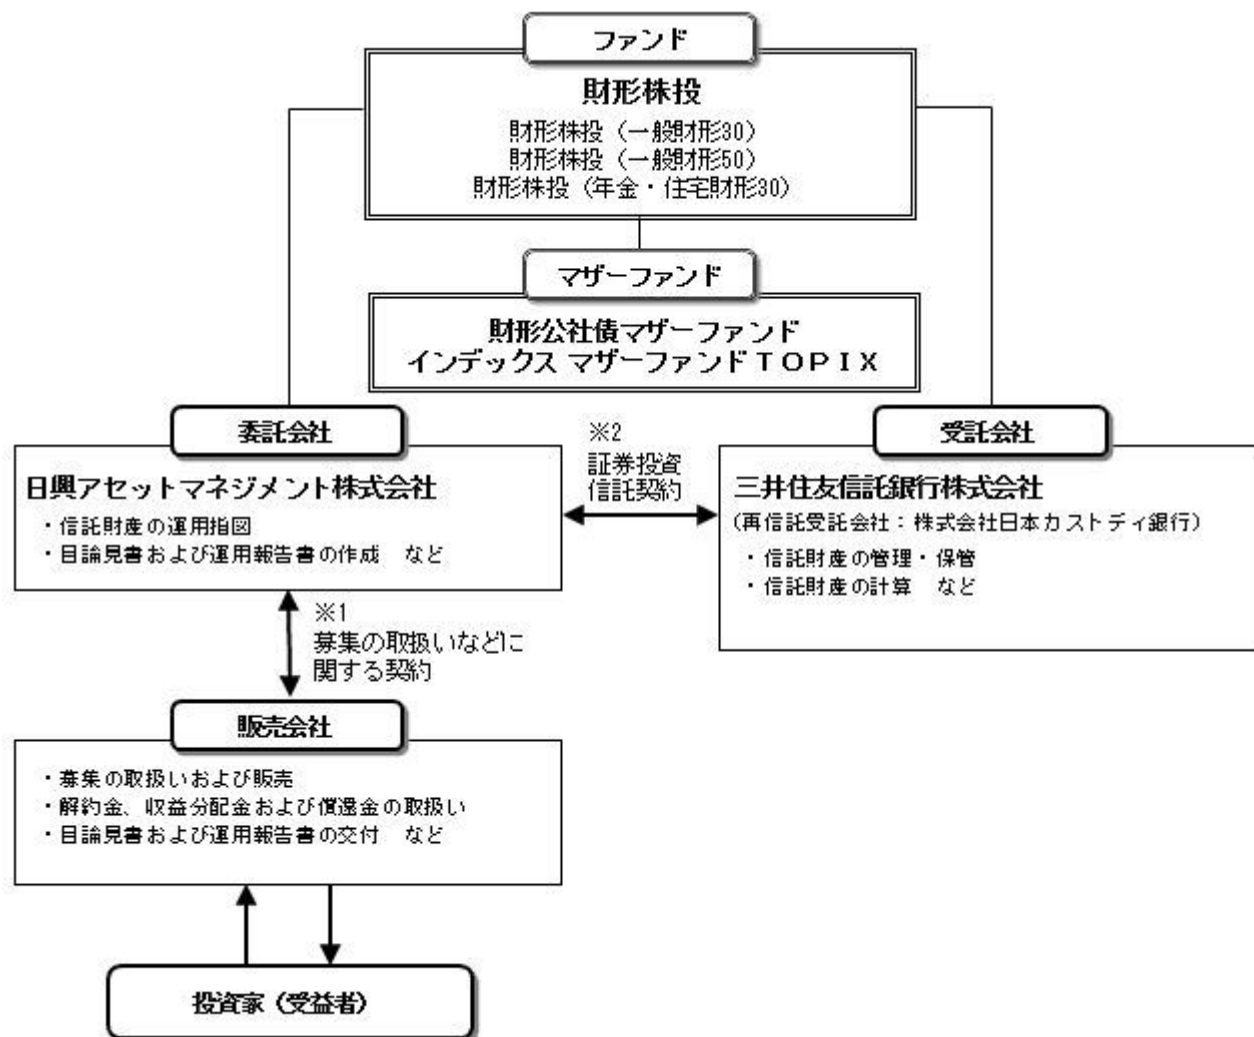 ファンド
財形株投
財形株投（一般財形30）
財形株投（一般財形50）
財形株投（年金・住宅財形30）
マザーファンド
財形公社債マザーファンド
インデックス マザーファンドＴＯＰＩＸ
委託会社
日興アセットマネジメント株式会社
・信託財産の運用指図
・目論見書および運用報告書の作成　など
※2
証券投資
信託契約
受託会社
三井住友信託銀行株式会社
（再信託受託会社：株式会社日本カストディ銀行）
・信託財産の管理・保管
・信託財産の計算　など
※1
募集の取扱いなどに
関する契約
販売会社
・募集の取扱いおよび販売
・解約金、収益分配金および償還金の取扱い
・目論見書および運用報告書の交付　など
投資家（受益者）